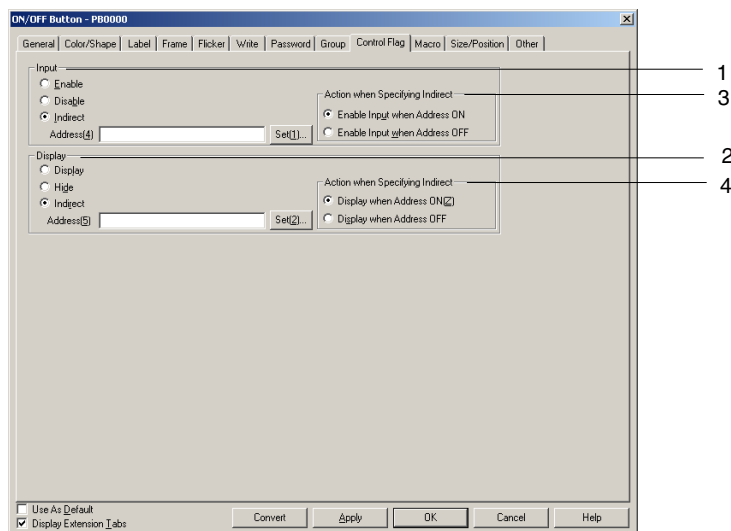 ON/OFF Button - PB0000
General Color/Shape Label Frame Flicker Write Password Group Control Flag Macro Size/Position Other
Input
Enable
Disable
Indirect
Address(4)
Set(1)...
Action when Specifying Indirect
Enable Input when Address ON
Enable Input when Address OFF
1
3
Display
Display
Hide
Indirect
Address(5)
Set(2)...
Action when Specifying Indirect
Display when Address ON(Z)
Display when Address OFF
2
4
Use As Default
Display Extension Tabs
Convert Apply OK Cancel Help